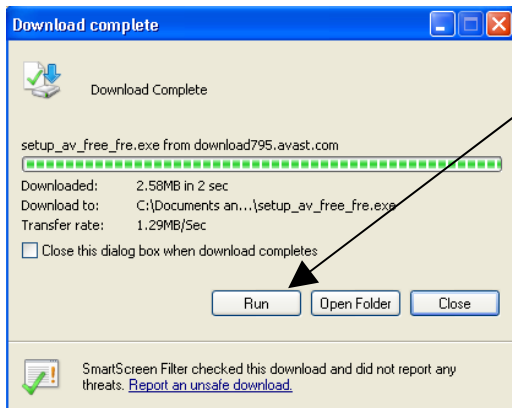 Download complete
Download Complete
setup_av_free_fre.exe from download795.avast.com
Downloaded: 2.58MB in 2 sec
Download to: C:\Documents an...\setup_av_free_fre.exe
Transfer rate: 1.29MB/Sec
Close this dialog box when download completes
Run Open Folder Close
SmartScreen Filter checked this download and did not report any
threats. Report an unsafe download.